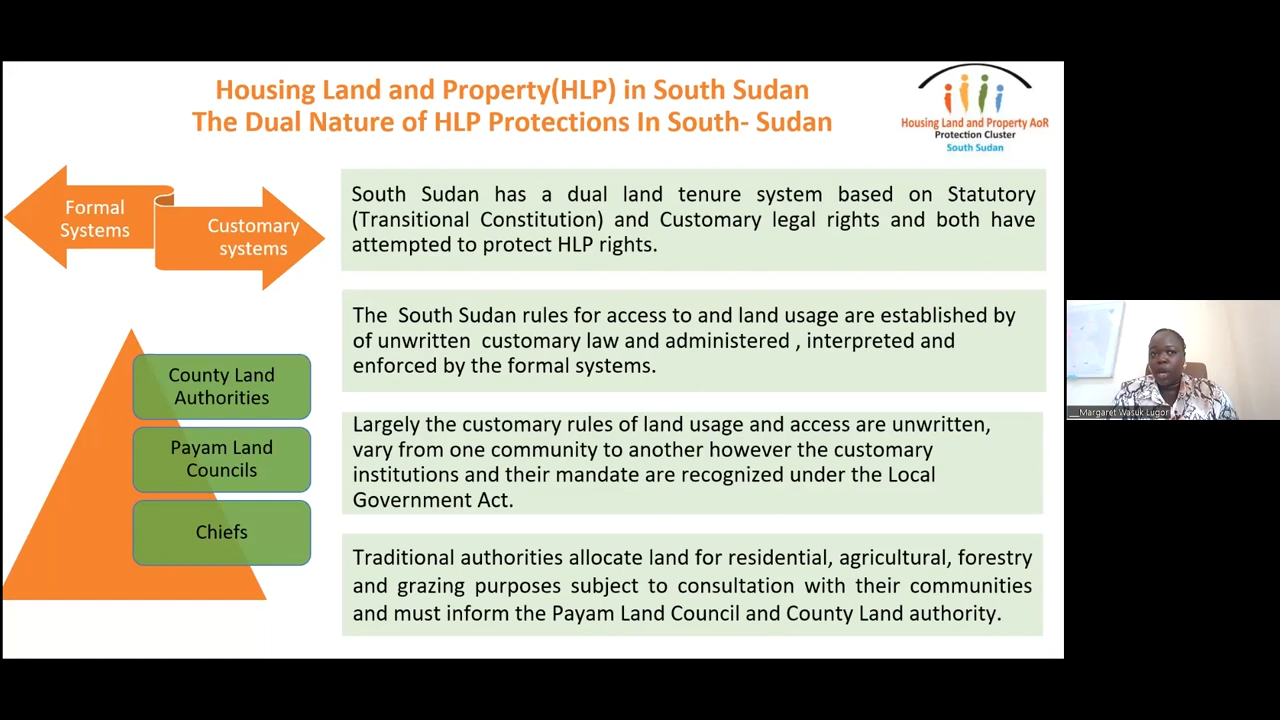 Housing Land and Property(HLP) in South Sudan
The Dual Nature of HLP Protections In South- Sudan
Housing Land and Property AoR
Protection Cluster
South Sudan
Formal
Systems
Customary
systems
South Sudan has a dual land tenure system based on Statutory
(Transitional Constitution) and Customary legal rights and both have
attempted to protect HLP rights.
The South Sudan rules for access to and land usage are established by
of unwritten customary law and administered , interpreted and
enforced by the formal systems.
County Land
Authorities
Payam Land
Councils
Chiefs
Largely the customary rules of land usage and access are unwritten,
vary from one community to another however the customary
institutions and their mandate are recognized under the Local
Government Act.
Traditional authorities allocate land for residential, agricultural, forestry
and grazing purposes subject to consultation with their communities
and must inform the Payam Land Council and County Land authority.
__Margaret Wasuk Lugor